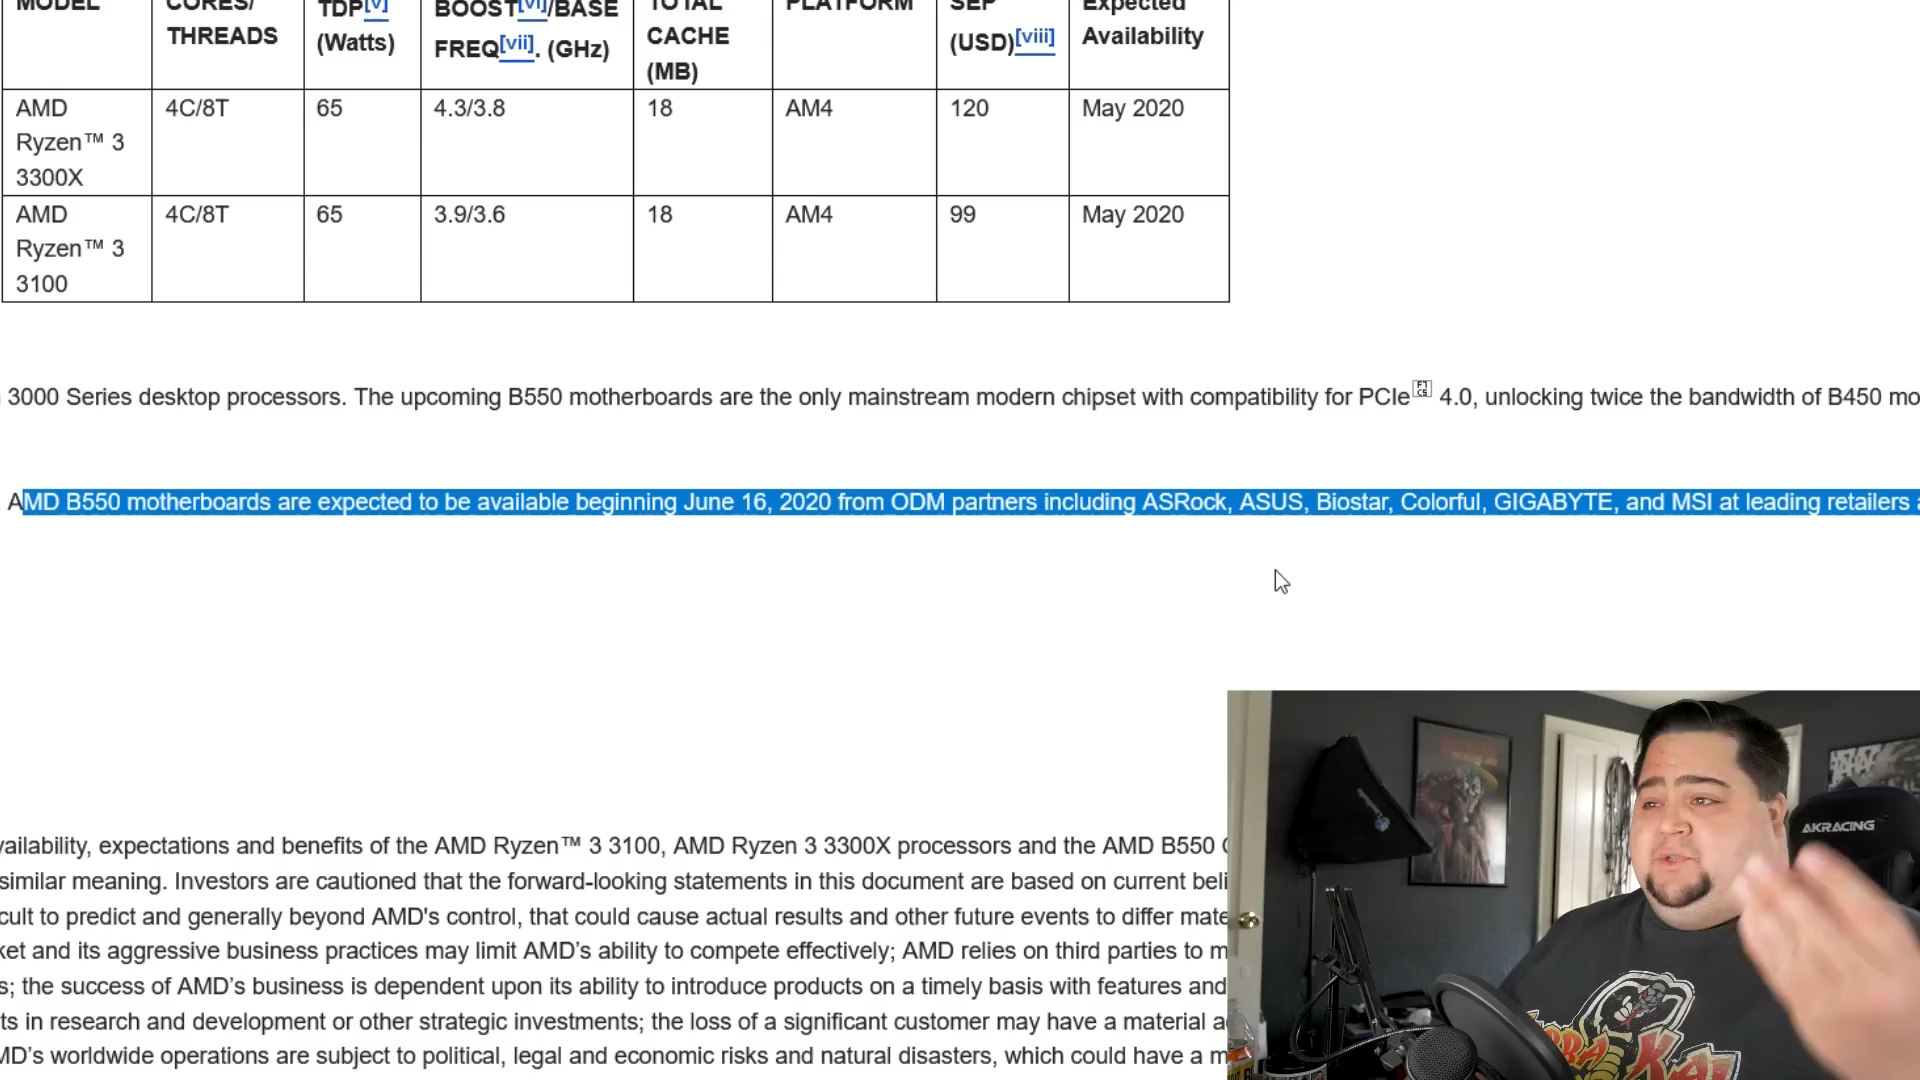 MODEL CORES/ TDP[v] BOOST[vi]/BASE TOTAL PLATFORM SEP Expected
THREADS (Watts) FREQ[vii]. (GHz) CACHE (USD)[viii] Availability
(MB)
AMD 4C/8T 65 4.3/3.8 18 AM4 120 May 2020
Ryzen™ 3
3300X
AMD 4C/8T 65 3.9/3.6 18 AM4 99 May 2020
Ryzen™ 3
3100
3000 Series desktop processors. The upcoming B550 motherboards are the only mainstream modern chipset with compatibility for PCIe 4.0, unlocking twice the bandwidth of B450 mo
AMD B550 motherboards are expected to be available beginning June 16, 2020 from ODM partners including ASRock, ASUS, Biostar, Colorful, GIGABYTE, and MSI at leading retailers a
vailability, expectations and benefits of the AMD Ryzen™ 3 3100, AMD Ryzen 3 3300X processors and the AMD B550
similar meaning. Investors are cautioned that the forward-looking statements in this document are based on current beli
cult to predict and generally beyond AMD's control, that could cause actual results and other future events to differ mate
ket and its aggressive business practices may limit AMD's ability to compete effectively; AMD relies on third parties to m
s; the success of AMD's business is dependent upon its ability to introduce products on a timely basis with features and
ts in research and development or other strategic investments; the loss of a significant customer may have a material a
MD's worldwide operations are subject to political, legal and economic risks and natural disasters, which could have a m
AKRACING